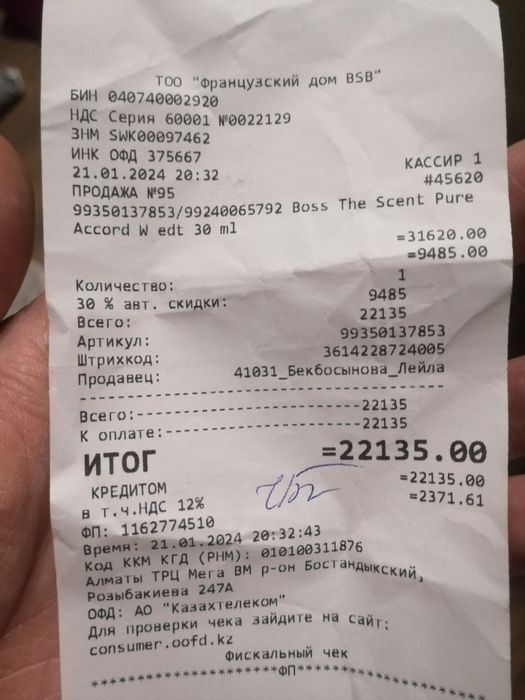 ТОО "Французский дом BSB"
БИН 040740002920
НДС Серия 60001 №0022129
ЗНМ SWK00097462
ИНК ОФД 375667
КАССИР 1
21.01.2024 20:32
#45620
ПРОДАЖА №95
99350137853/99240065792 Boss The Scent Pure
Accord W edt 30 ml
=31620.00
=9485.00
Количество: 1
30 % авт. скидки: 9485
Всего: 22135
Артикул: 99350137853
Штрихкод: 3614228724005
Продавец: 41031_Бекбосынова_Лейла
----------------------------------------
Всего:-------------------------22135
К оплате:----------------------22135
ИТОГ =22135.00
КРЕДИТОМ =22135.00
в т.ч.НДС 12% =2371.61
ФП: 1162774510
Время: 21.01.2024 20:32:43
Код ККМ КГД (РНМ): 010100311876
Алматы ТРЦ Мега ВМ р-он Бостандыкский,
Розыбакиева 247А
ОФД: АО "Казахтелеком"
Для проверки чека зайдите на сайт:
consumer.oofd.kz
Фискальный чек
********************ФП********************